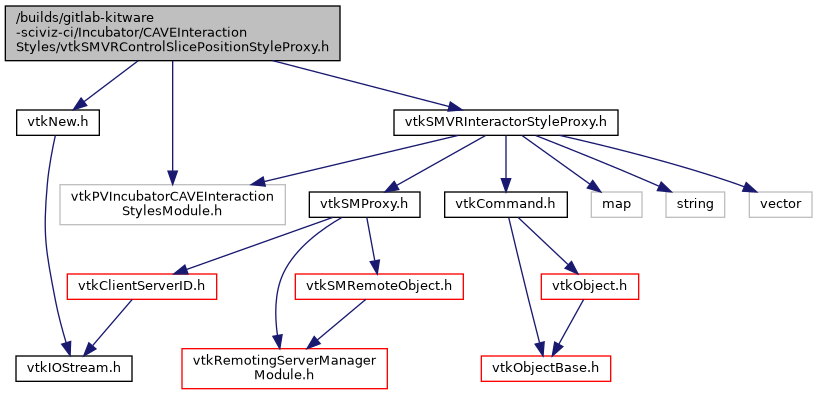 /builds/gitlab-kitware
-sciviz-ci/Incubator/CAVEInteraction
Styles/vtkSMVRControlSlicePositionStyleProxy.h
vtkNew.h
vtkSMVRInteractorStyleProxy.h
vtkPVIncubatorCAVEInteraction
StylesModule.h
vtkSMProxy.h
vtkCommand.h
map
string
vector
vtkClientServerID.h
vtkSMRemoteObject.h
vtkObject.h
vtkIOStream.h
vtkRemotingServerManager
Module.h
vtkObjectBase.h